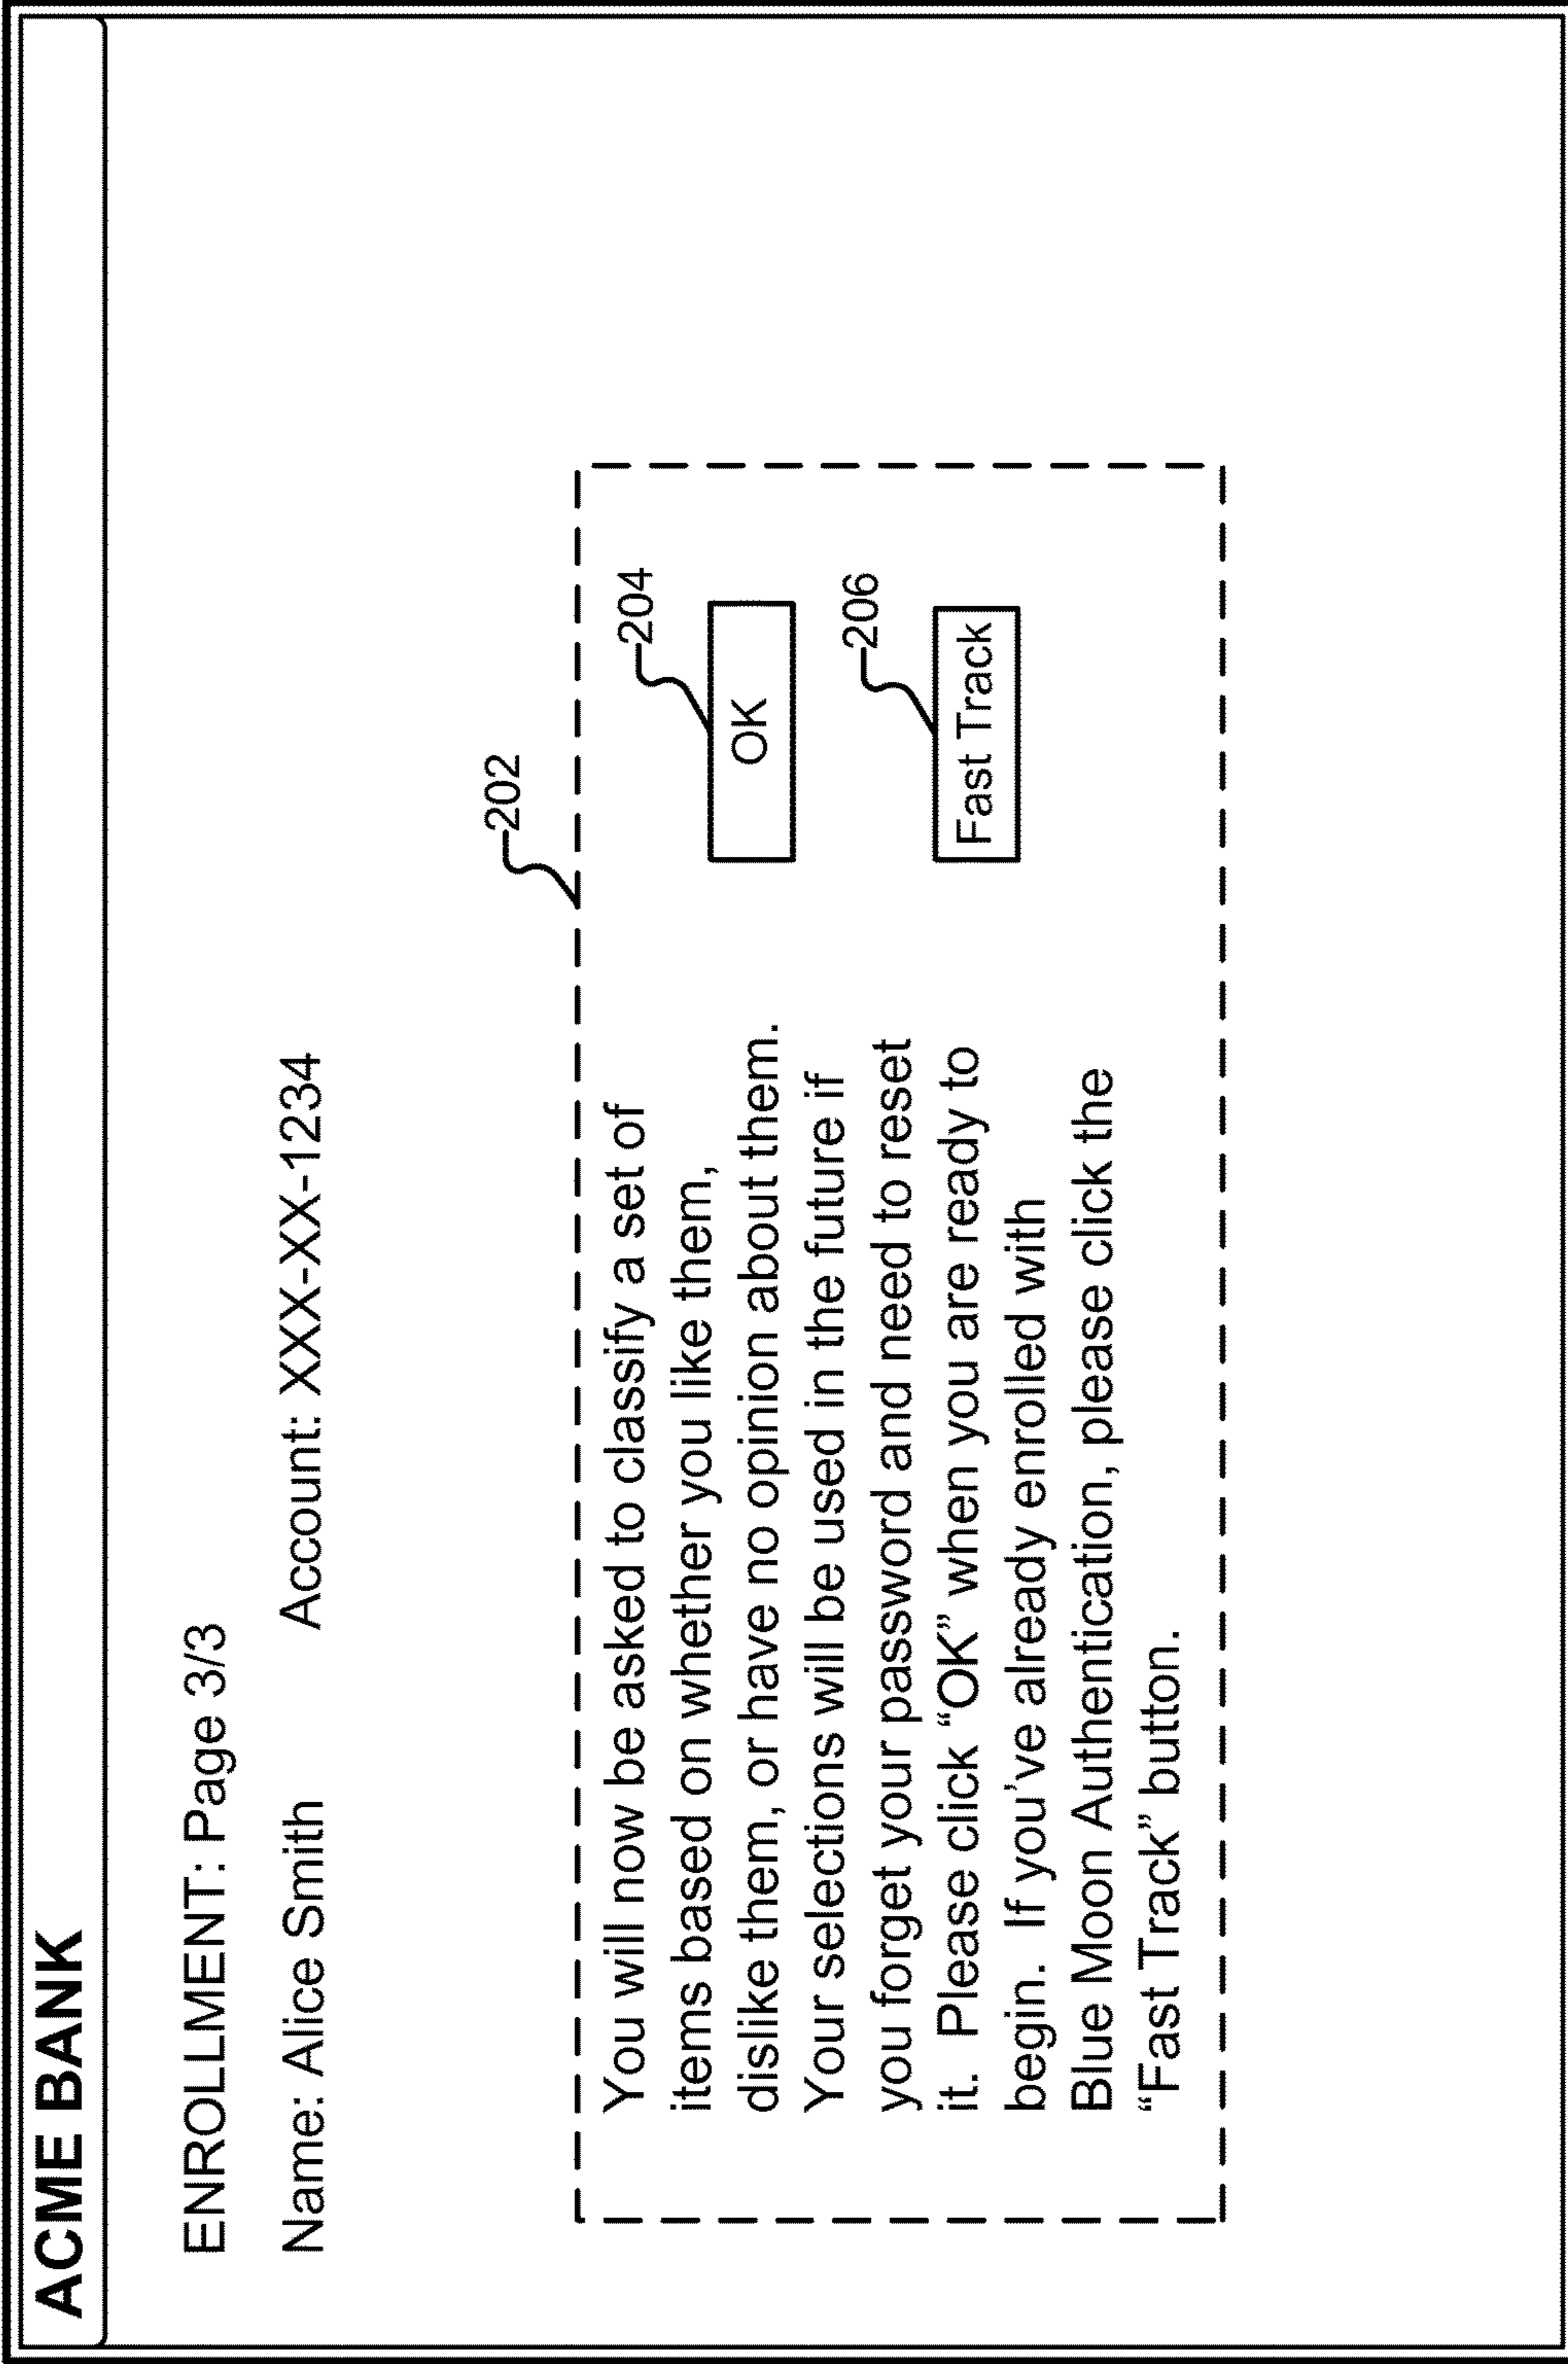 ACME BANK
ENROLLMENT: Page 3/3
Name: Alice Smith Account: XXX-XX-1234
202
You will now be asked to classify a set of
items based on whether you like them,
dislike them, or have no opinion about them.
Your selections will be used in the future if
you forget your password and need to reset
it. Please click “OK” when you are ready to
begin. If you’ve already enrolled with
Blue Moon Authentication, please click the
“Fast Track” button.
204
OK
206
Fast Track